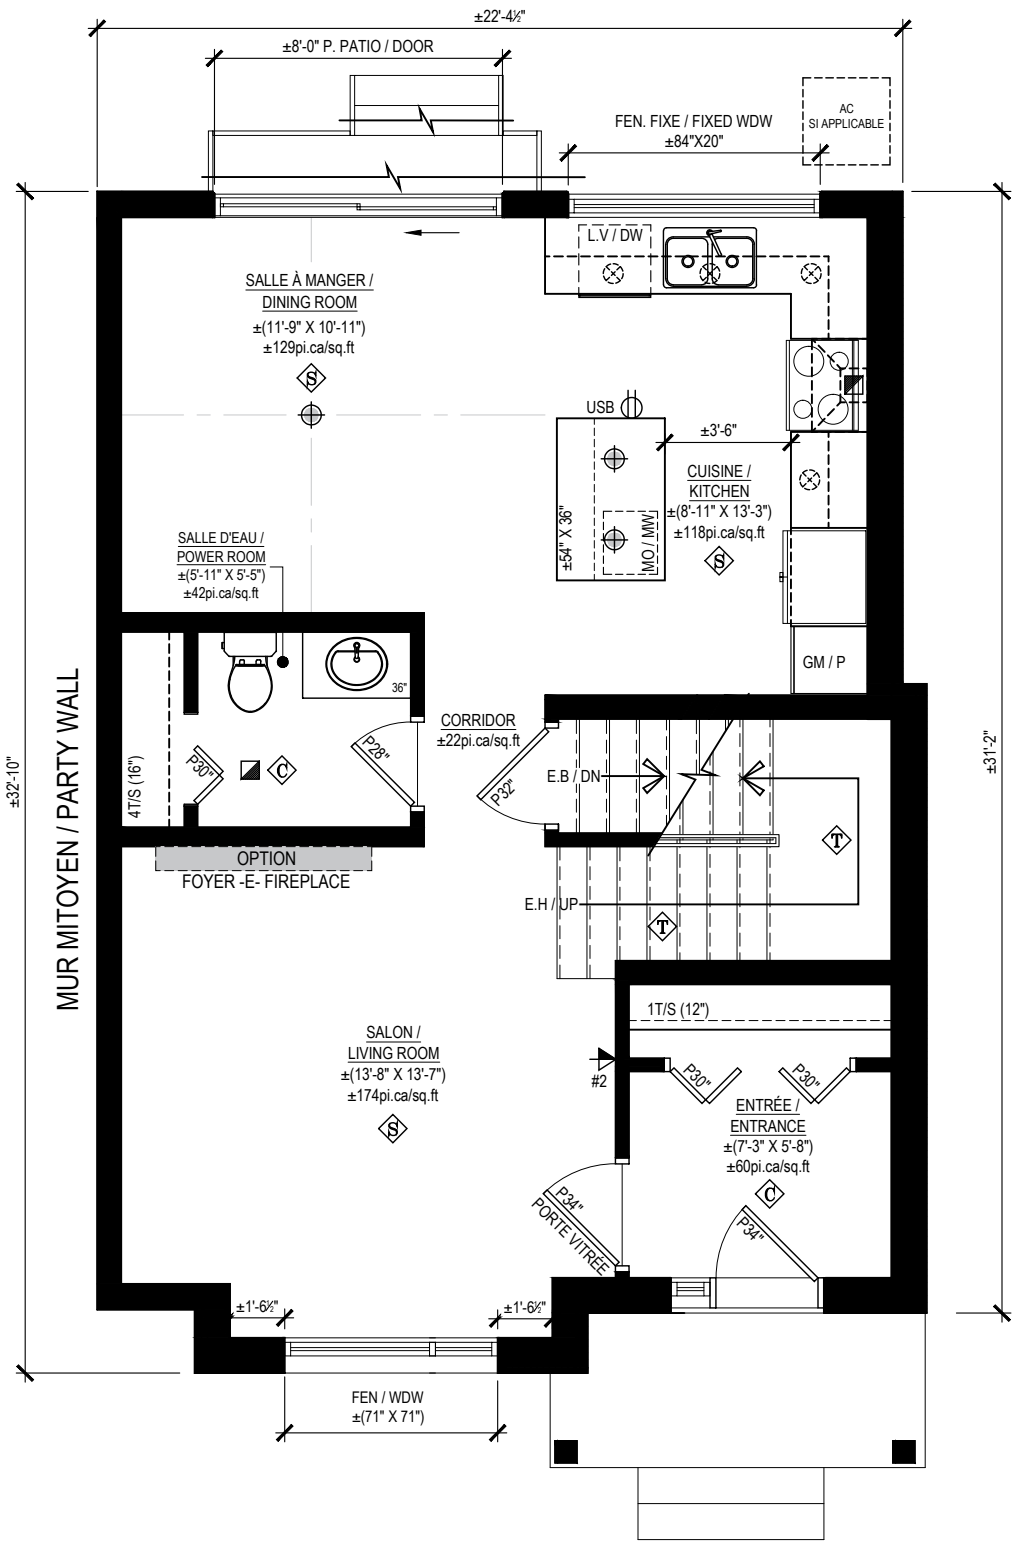 ±22'-4½"
±8'-0" P. PATIO / DOOR
AC
SI APPLICABLE
FEN. FIXE / FIXED WDW
±84"X20"
L.V / DW
SALLE À MANGER /
DINING ROOM
±(11'-9" X 10'-11")
±129pi.ca/sq.ft
S
USB
±3'-6"
CUISINE /
KITCHEN
±(8'-11" X 13'-3")
±118pi.ca/sq.ft
S
±54" X 36"
MO / MW
SALLE D'EAU /
POWER ROOM
±(5'-11" X 5'-5")
±42pi.ca/sq.ft
GM / P
36"
CORRIDOR
±22pi.ca/sq.ft
P28"
P30"
C
4T/S (16")
P32"
E.B / DN
MUR MITOYEN / PARTY WALL
±32'-10"
±31'-2"
T
OPTION
FOYER -E- FIREPLACE
E.H / UP
T
1T/S (12")
SALON /
LIVING ROOM
±(13'-8" X 13'-7")
±174pi.ca/sq.ft
S
#2
P30"
P30"
ENTRÉE /
ENTRANCE
±(7'-3" X 5'-8")
±60pi.ca/sq.ft
C
P34"
PORTE VITRÉE
P34"
±1'-6½"
±1'-6½"
FEN / WDW
±(71" X 71")